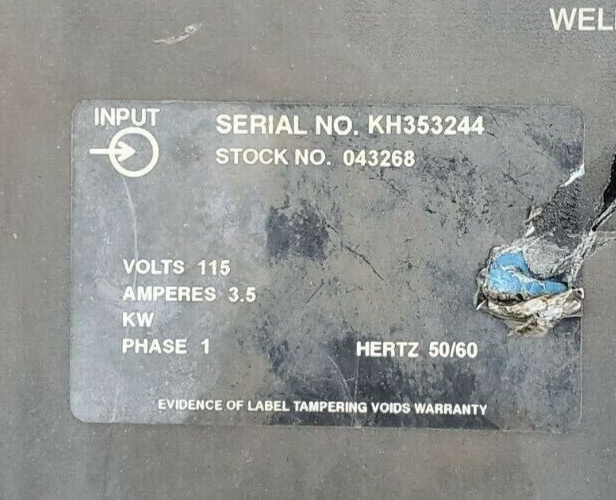 WEL
INPUT
SERIAL NO. KH353244
STOCK NO. 043268
VOLTS 115
AMPERES 3.5
KW
PHASE 1
HERTZ 50/60
EVIDENCE OF LABEL TAMPERING VOIDS WARRANTY